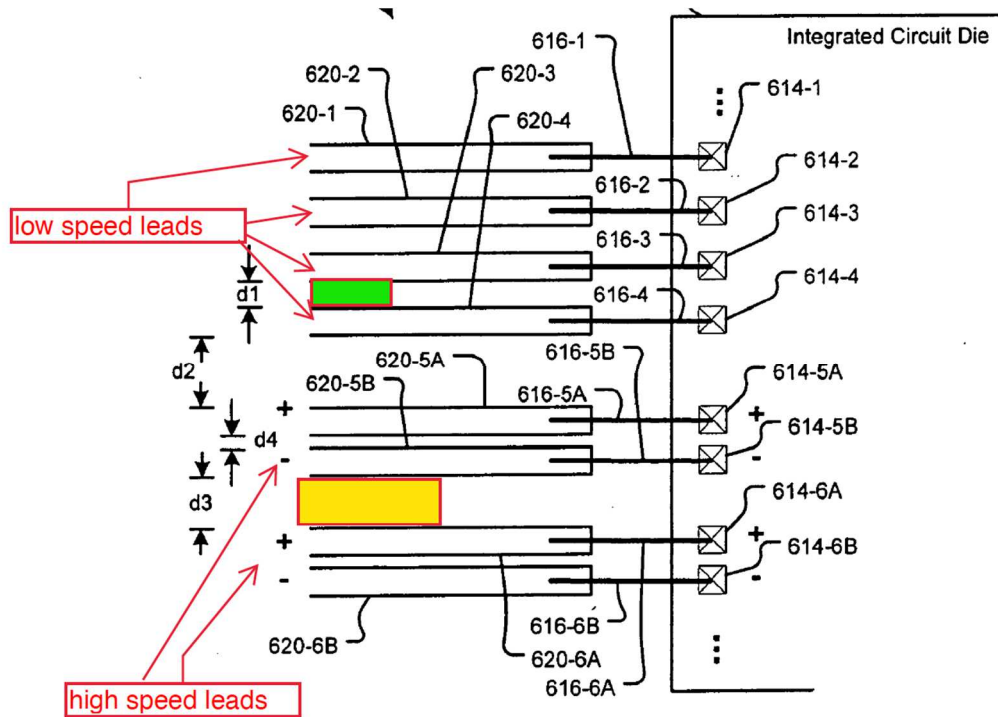 Integrated Circuit Die
616-1
620-2
620-3
614-1
620-1
620-4
614-2
616-2
low speed leads
614-3
616-3
d1
614-4
616-4
d2
620-5A
616-5B
620-5B
614-5A
616-5A
+
+
614-5B
d4
-
-
d3
614-6A
+
+
614-6B
-
-
616-6B
620-6B
620-6A
616-6A
high speed leads